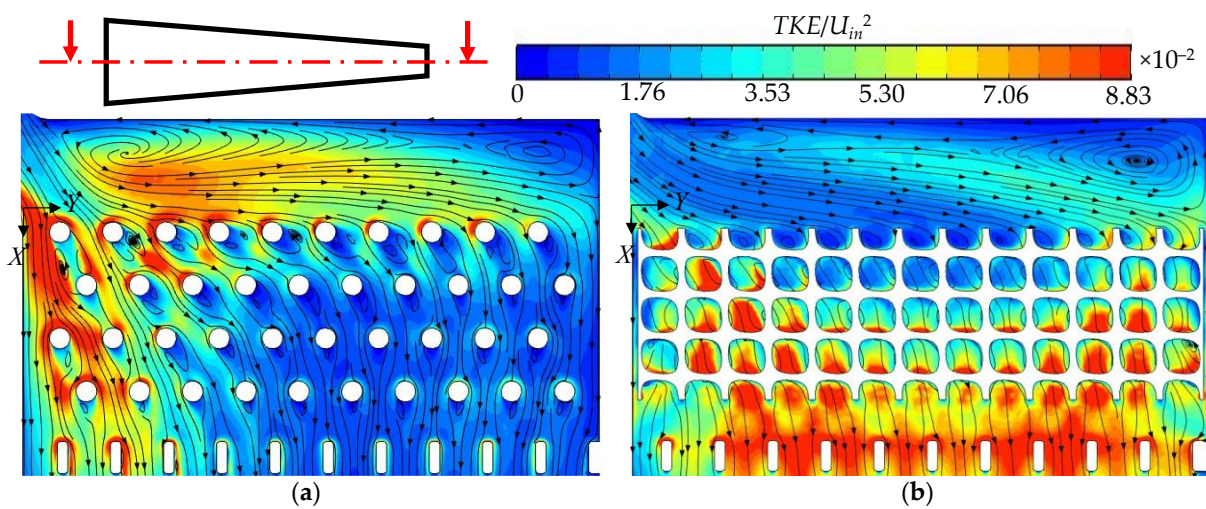 TKE/U_in^2
×10⁻²
0 1.76 3.53 5.30 7.06 8.83
Y
X
Y
X
(a) (b)